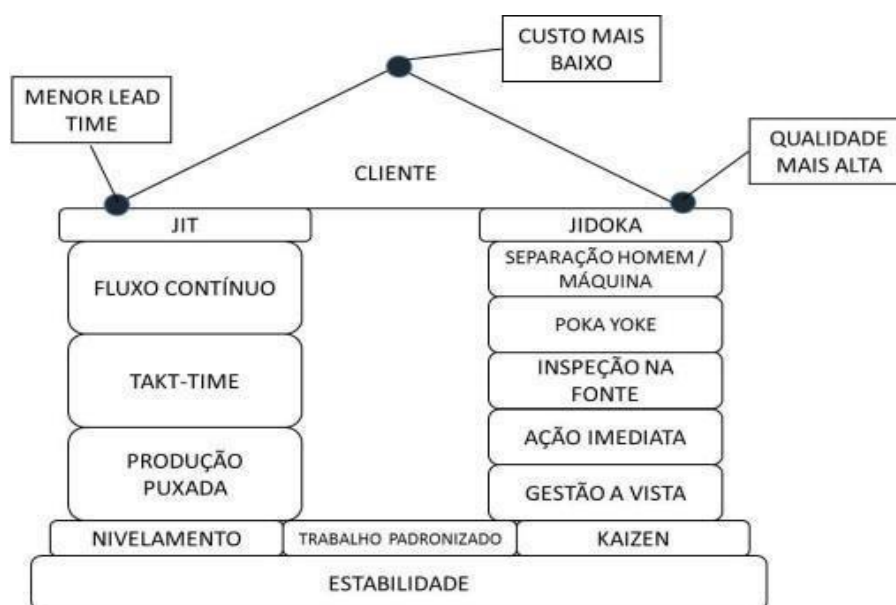 CUSTO MAIS
BAIXO
MENOR LEAD
TIME
QUALIDADE
MAIS ALTA
CLIENTE
JIT
JIDOKA
FLUXO CONTÍNUO
TAKT-TIME
PRODUÇÃO
PUXADA
SEPARAÇÃO HOMEM /
MÁQUINA
POKA YOKE
INSPEÇÃO NA
FONTE
AÇÃO IMEDIATA
GESTÃO A VISTA
NIVELAMENTO
TRABALHO PADRONIZADO
KAIZEN
ESTABILIDADE